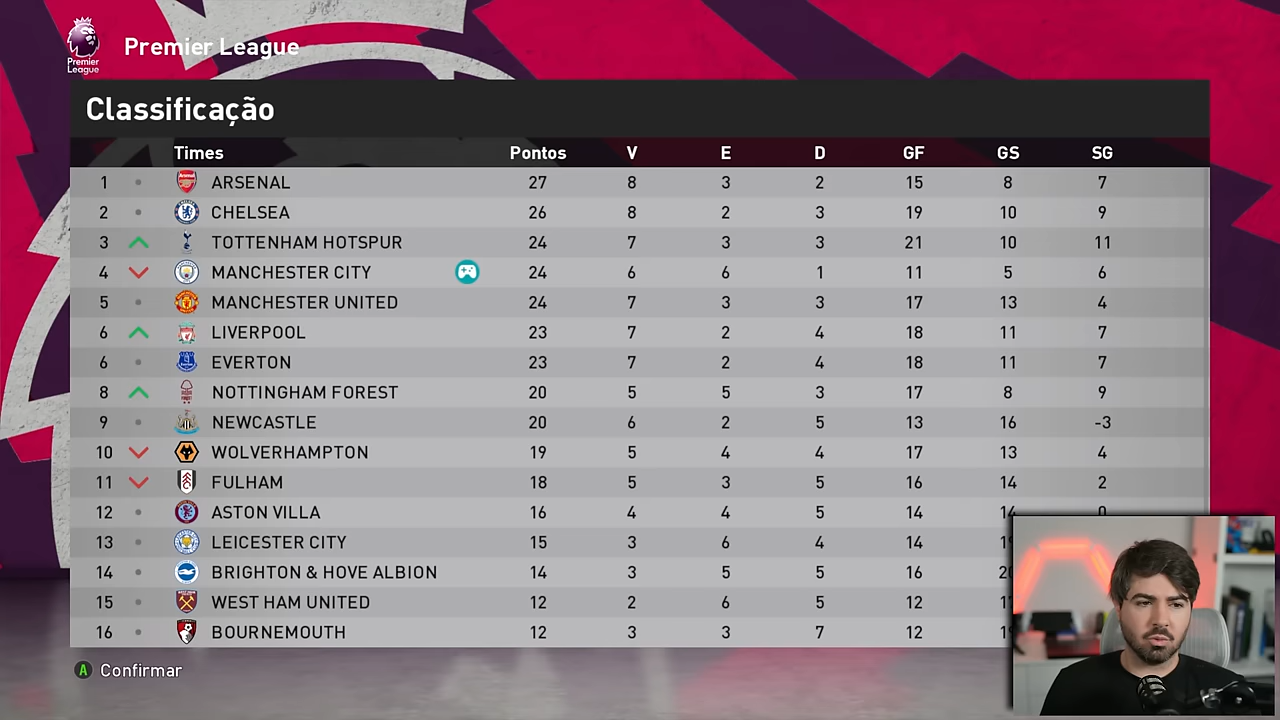 Premier League
Premier League
Classificação
Times Pontos V E D GF GS SG
1 ARSENAL 27 8 3 2 15 8 7
2 CHELSEA 26 8 2 3 19 10 9
3 TOTTENHAM HOTSPUR 24 7 3 3 21 10 11
4 MANCHESTER CITY 24 6 6 1 11 5 6
5 MANCHESTER UNITED 24 7 3 3 17 13 4
6 LIVERPOOL 23 7 2 4 18 11 7
6 EVERTON 23 7 2 4 18 11 7
8 NOTTINGHAM FOREST 20 5 5 3 17 8 9
9 NEWCASTLE 20 6 2 5 13 16 -3
10 WOLVERHAMPTON 19 5 4 4 17 13 4
11 FULHAM 18 5 3 5 16 14 2
12 ASTON VILLA 16 4 4 5 14 14 0
13 LEICESTER CITY 15 3 6 4 14
14 BRIGHTON & HOVE ALBION 14 3 5 5 16 20
15 WEST HAM UNITED 12 2 6 5 12
16 BOURNEMOUTH 12 3 3 7 12
A Confirmar